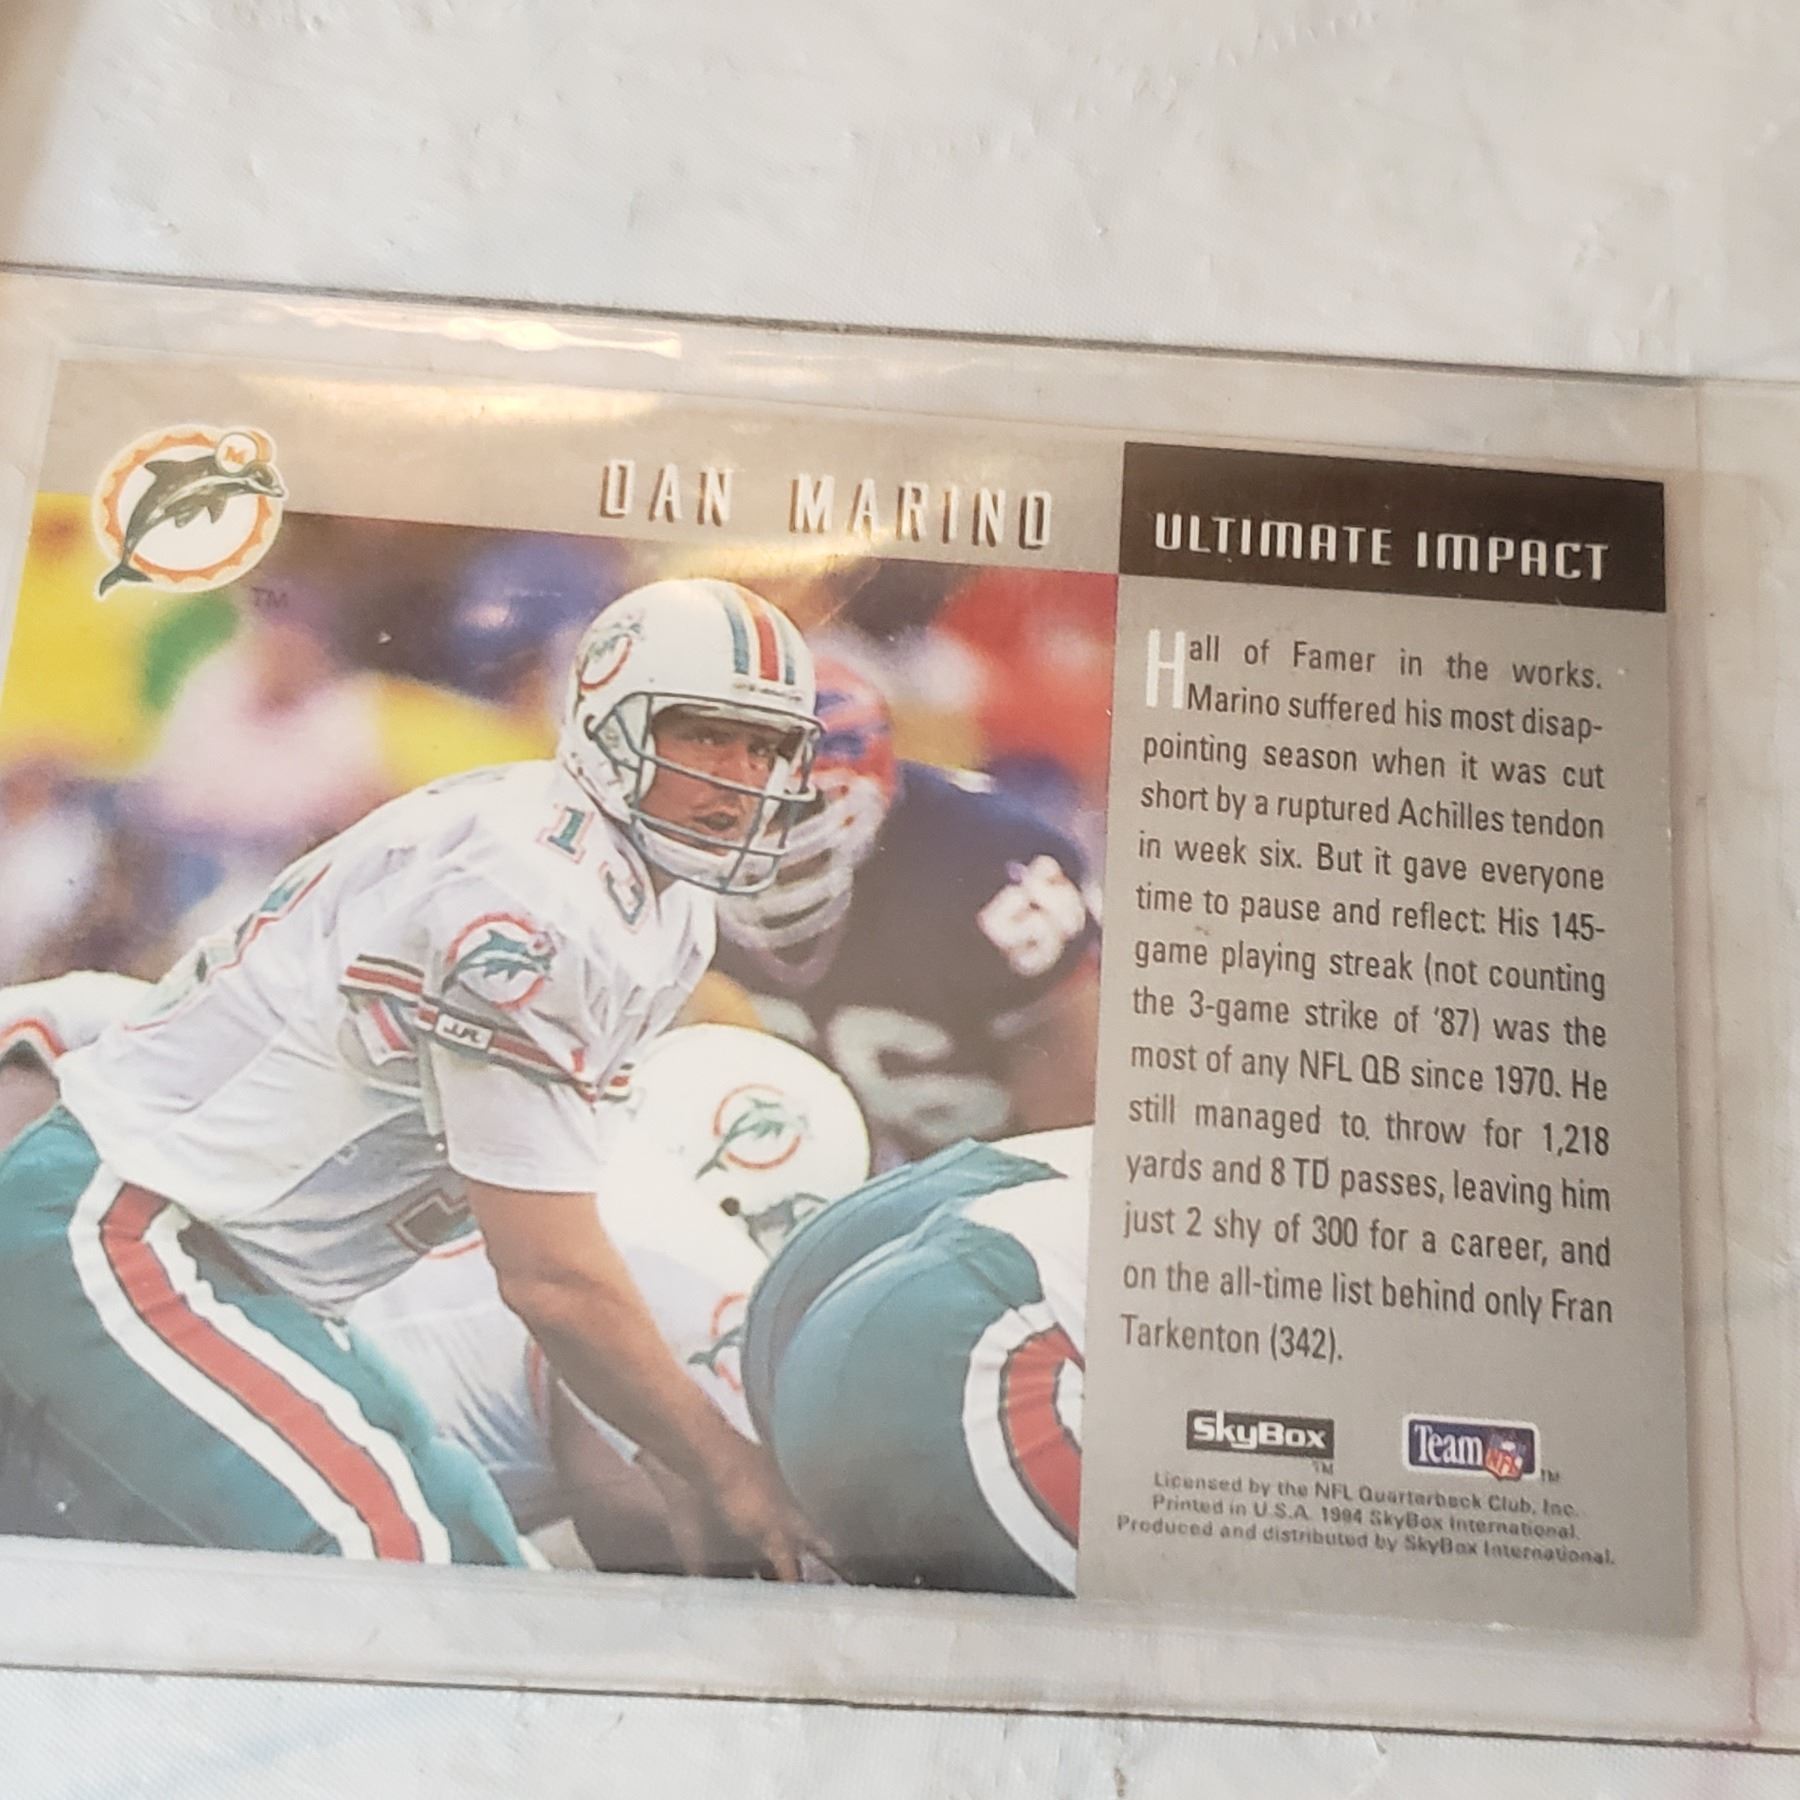 DAN MARINO
ULTIMATE IMPACT
TM
Hall of Famer in the works.
Marino suffered his most disap-
pointing season when it was cut
short by a ruptured Achilles tendon
in week six. But it gave everyone
time to pause and reflect: His 145-
game playing streak (not counting
the 3-game strike of '87) was the
most of any NFL QB since 1970. He
still managed to throw for 1,218
yards and 8 TD passes, leaving him
just 2 shy of 300 for a career, and
on the all-time list behind only Fran
Tarkenton (342).
M
13
J.R.
SkyBox
TM
Team NFL
TM
Licensed by the NFL Quarterback Club, Inc.
Printed in U.S.A. 1994 SkyBox International.
Produced and distributed by SkyBox International.